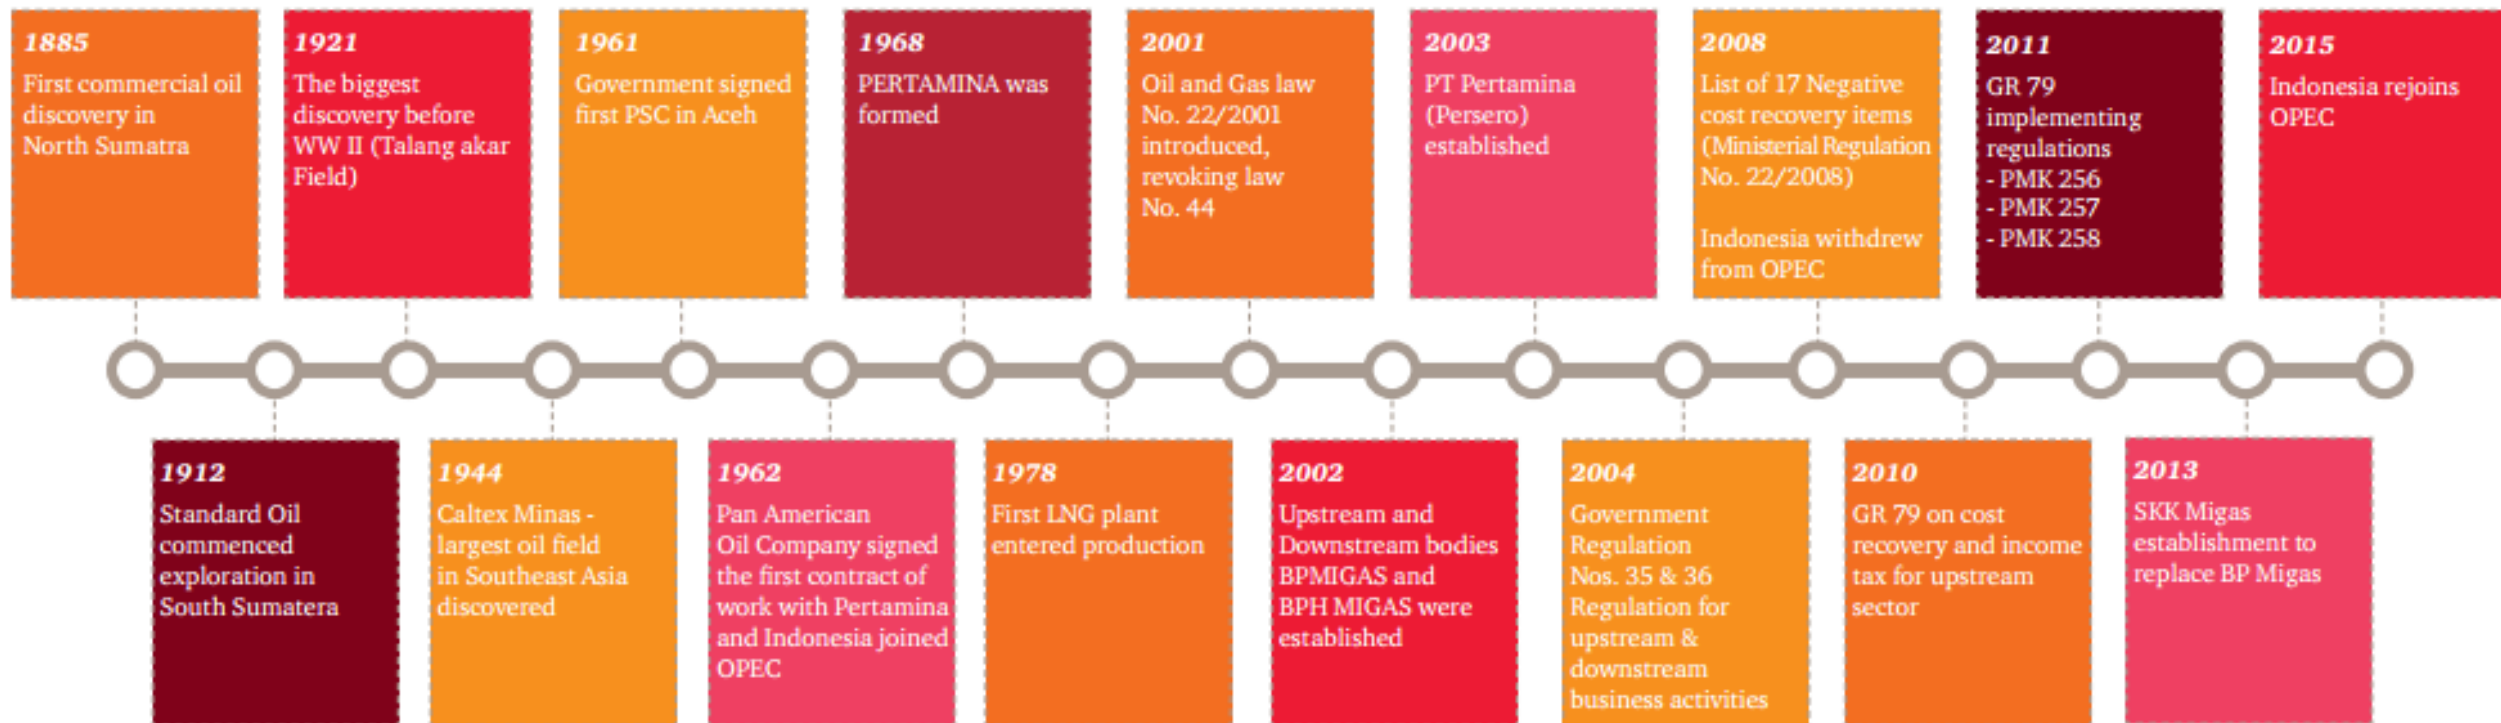 1885
First commercial oil
discovery in
North Sumatra
1921
The biggest
discovery before
WW II (Talang akar
Field)
1961
Government signed
first PSC in Aceh
1968
PERTAMINA was
formed
2001
Oil and Gas law
No. 22/2001
introduced,
revoking law
No. 44
2003
PT Pertamina
(Persero)
established
2008
List of 17 Negative
cost recovery items
(Ministerial Regulation
No. 22/2008)
Indonesia withdrew
from OPEC
2011
GR 79
implementing
regulations
- PMK 256
- PMK 257
- PMK 258
2015
Indonesia rejoins
OPEC
1912
Standard Oil
commenced
exploration in
South Sumatera
1944
Caltex Minas -
largest oil field
in Southeast Asia
discovered
1962
Pan American
Oil Company signed
the first contract of
work with Pertamina
and Indonesia joined
OPEC
1978
First LNG plant
entered production
2002
Upstream and
Downstream bodies
BPMIGAS and
BPH MIGAS were
established
2004
Government
Regulation
Nos. 35 & 36
Regulation for
upstream &
downstream
business activities
2010
GR 79 on cost
recovery and income
tax for upstream
sector
2013
SKK Migas
establishment to
replace BP Migas